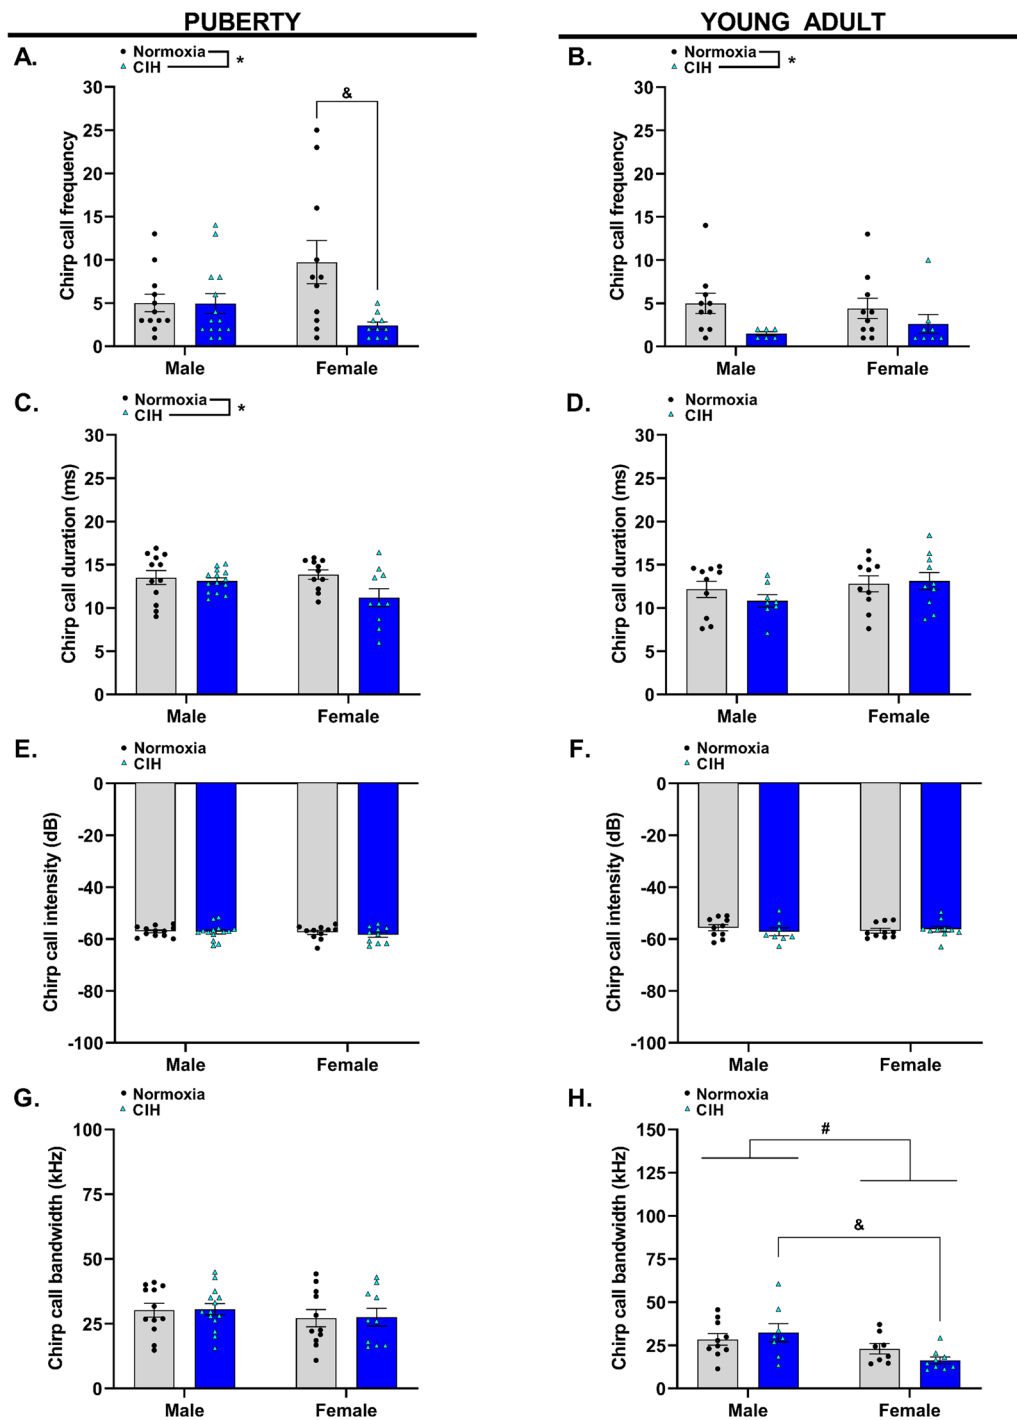 PUBERTY
YOUNG ADULT
A.
Normoxia
CIH
*
&
30
25
20
15
10
5
0
Chirp call frequency
Male
Female
B.
Normoxia
CIH
*
30
25
20
15
10
5
0
Chirp call frequency
Male
Female
C.
Normoxia
CIH
*
30
25
20
15
10
5
0
Chirp call duration (ms)
Male
Female
D.
Normoxia
CIH
30
25
20
15
10
5
0
Chirp call duration (ms)
Male
Female
E.
Normoxia
CIH
0
-20
-40
-60
-80
-100
Chirp call intensity (dB)
Male
Female
F.
Normoxia
CIH
0
-20
-40
-60
-80
-100
Chirp call intensity (dB)
Male
Female
G.
Normoxia
CIH
100
75
50
25
0
Chirp call bandwidth (kHz)
Male
Female
H.
Normoxia
CIH
#
&
150
125
100
75
50
25
0
Chirp call bandwidth (kHz)
Male
Female